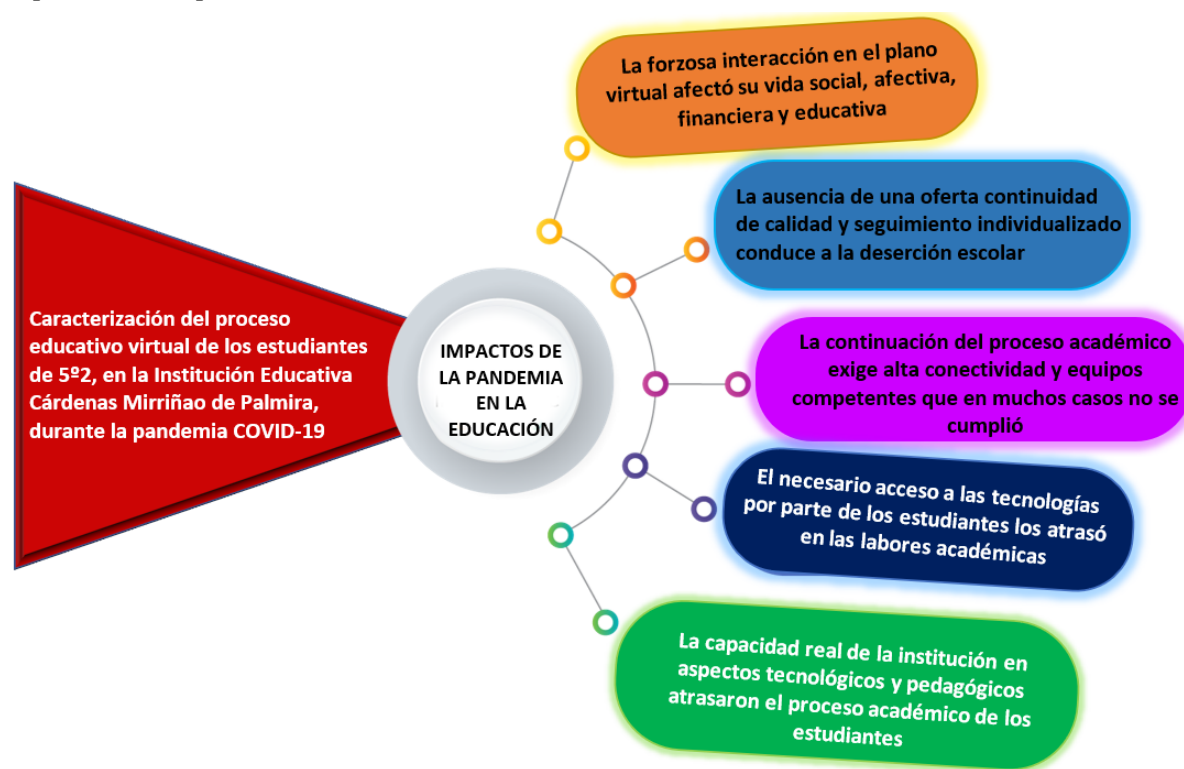 Caracterización del proceso
educativo virtual de los estudiantes
de 5º2, en la Institución Educativa
Cárdenas Mirriñao de Palmira,
durante la pandemia COVID-19
IMPACTOS DE
LA PANDEMIA
EN LA
EDUCACIÓN
La forzosa interacción en el plano
virtual afectó su vida social, afectiva,
financiera y educativa
La ausencia de una oferta continuidad
de calidad y seguimiento individualizado
conduce a la deserción escolar
La continuación del proceso académico
exige alta conectividad y equipos
competentes que en muchos casos no se
cumplió
El necesario acceso a las tecnologías
por parte de los estudiantes los atrasó
en las labores académicas
La capacidad real de la institución en
aspectos tecnológicos y pedagógicos
atrasaron el proceso académico de los
estudiantes